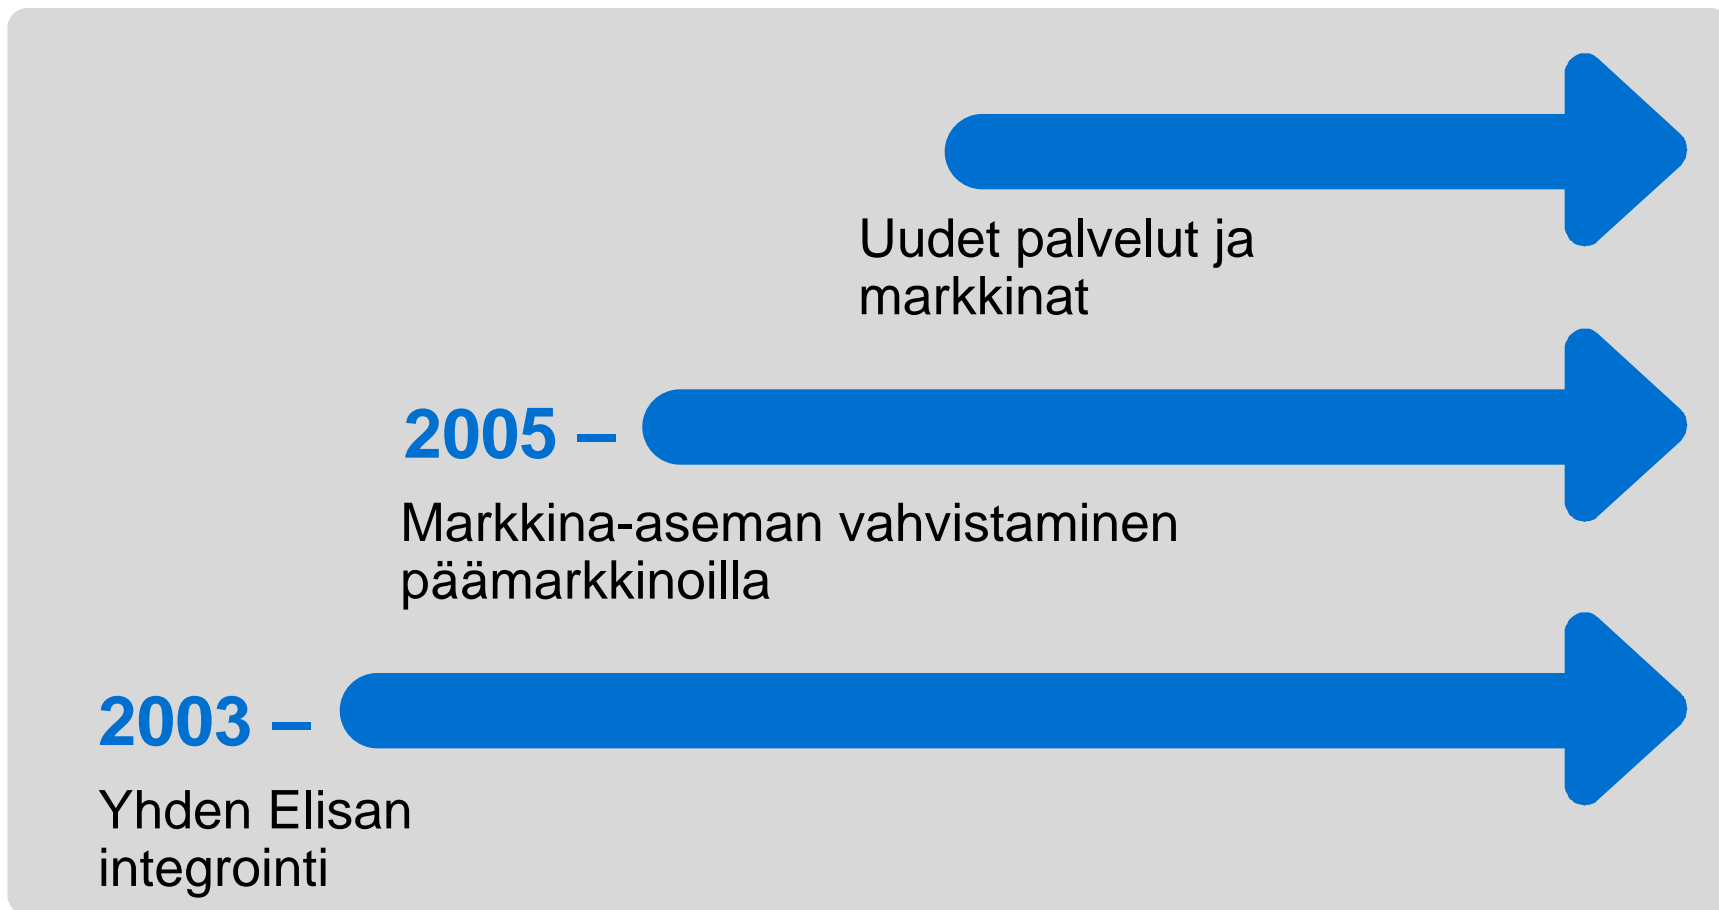 Uudet palvelut ja
markkinat
2005 –
Markkina-aseman vahvistaminen
päämarkkinoilla
2003 –
Yhden Elisan
integrointi